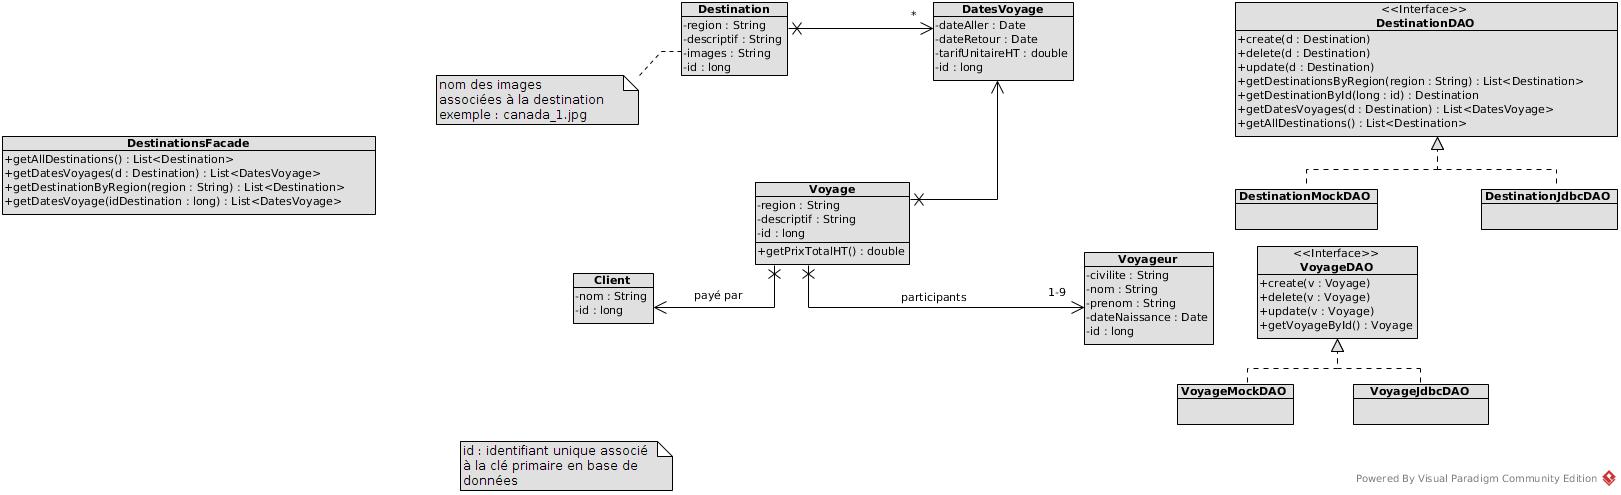 Destination
-region : String
-descriptif : String
-images : String
-id : long
*
DatesVoyage
-dateAller : Date
-dateRetour : Date
-tarifUnitaireHT : double
-id : long
<<Interface>>
DestinationDAO
+create(d : Destination)
+delete(d : Destination)
+update(d : Destination)
+getDestinationsByRegion(region : String) : List<Destination>
+getDestinationById(long : id) : Destination
+getDatesVoyages(d : Destination) : List<DatesVoyage>
+getAllDestinations() : List<Destination>
nom des images
associées à la destination
exemple : canada_1.jpg
DestinationsFacade
+getAllDestinations() : List<Destination>
+getDatesVoyages(d : Destination) : List<DatesVoyage>
+getDestinationByRegion(region : String) : List<Destination>
+getDatesVoyage(idDestination : long) : List<DatesVoyage>
Voyage
-region : String
-descriptif : String
-id : long
+getPrixTotalHT() : double
DestinationMockDAO
DestinationJdbcDAO
Client
-nom : String
-id : long
payé par
participants
1-9
Voyageur
-civilite : String
-nom : String
-prenom : String
-dateNaissance : Date
-id : long
<<Interface>>
VoyageDAO
+create(v : Voyage)
+delete(v : Voyage)
+update(v : Voyage)
+getVoyageById() : Voyage
VoyageMockDAO
VoyageJdbcDAO
id : identifiant unique associé
à la clé primaire en base de
données
Powered By Visual Paradigm Community Edition